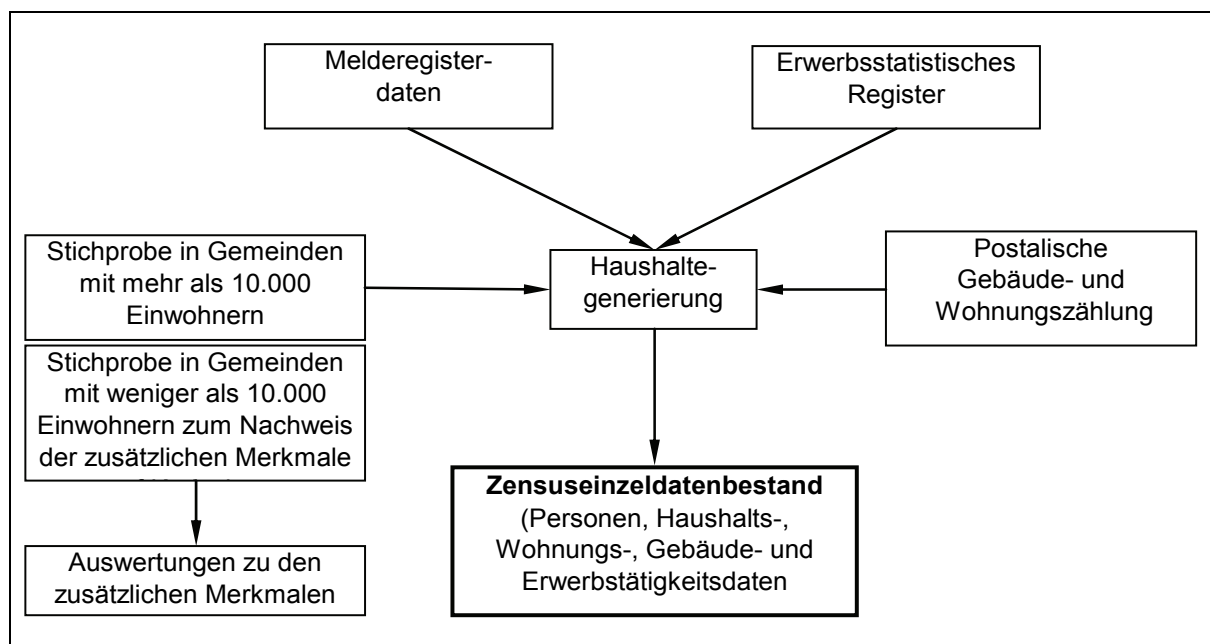 Melderegister-
daten
Erwerbsstatistisches
Register
Stichprobe in Gemeinden
mit mehr als 10.000
Einwohnern
Haushalte-
generierung
Postalische
Gebäude- und
Wohnungszählung
Stichprobe in Gemeinden
mit weniger als 10.000
Einwohnern zum Nachweis
der zusätzlichen Merkmale
Zensuseinzeldatenbestand
(Personen, Haushalts-,
Wohnungs-, Gebäude- und
Erwerbstätigkeitsdaten
Auswertungen zu den
zusätzlichen Merkmalen